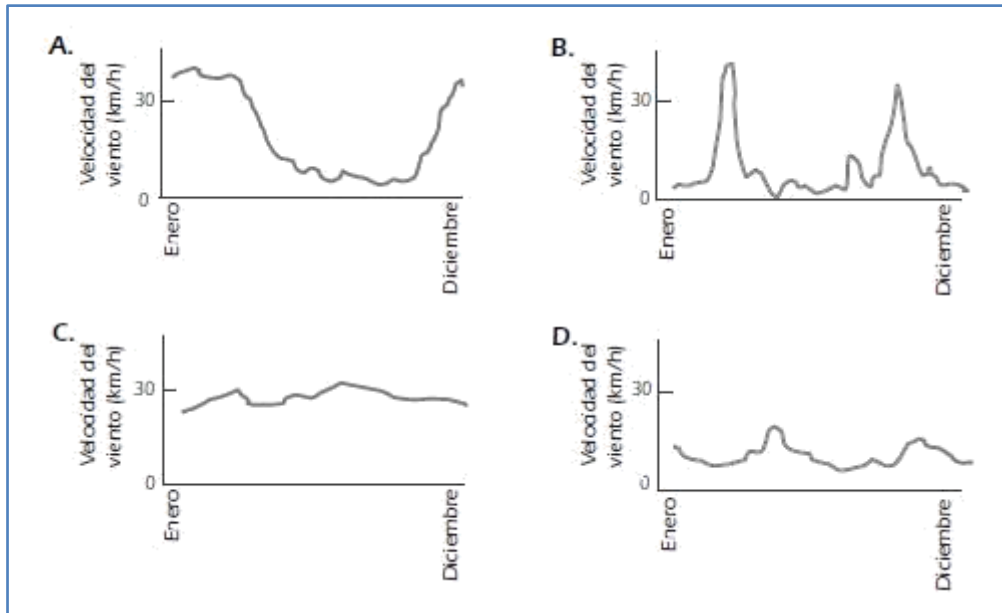 A.
Velocidad del
viento (km/h)
30
0
Enero
Diciembre
B.
Velocidad del
viento (km/h)
30
0
Enero
Diciembre
C.
Velocidad del
viento (km/h)
30
0
Enero
Diciembre
D.
Velocidad del
viento (km/h)
30
0
Enero
Diciembre